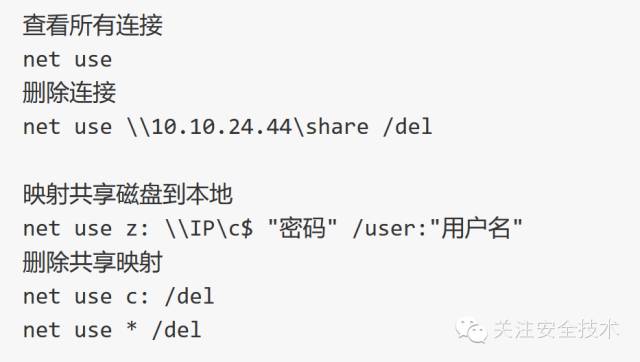 查看所有连接
net use
删除连接
net use \\10.10.24.44\share /del
映射共享磁盘到本地
net use z: \\IP\c$ "密码" /user:"用户名"
删除共享映射
net use c: /del
net use * /del
关注安全技术